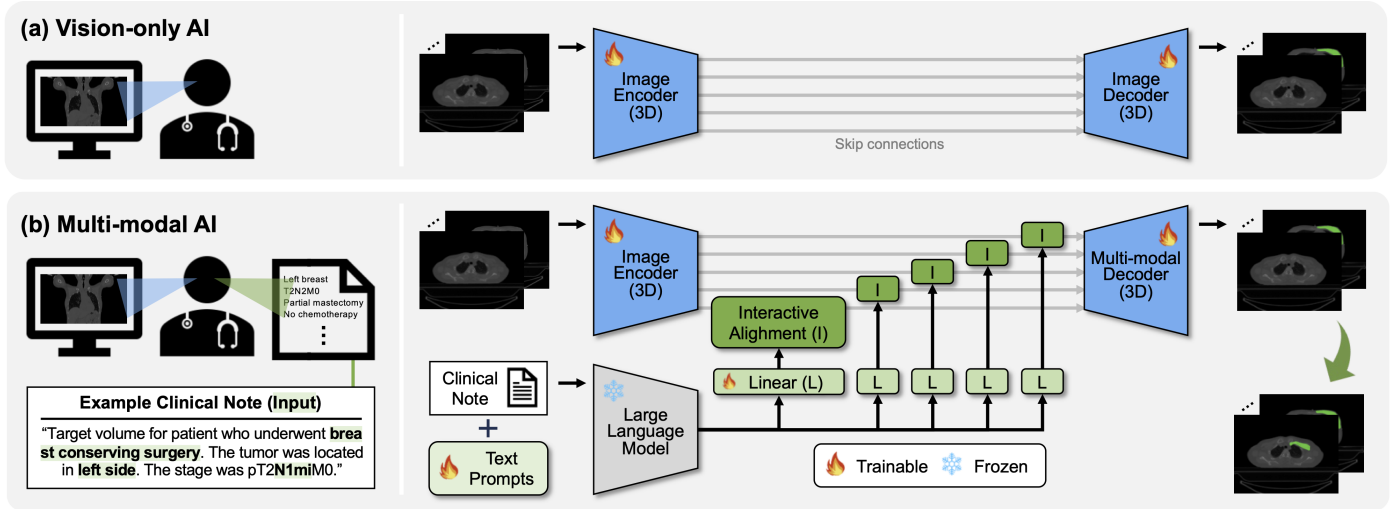 (a) Vision-only AI
Image
Encoder
(3D)
Skip connections
Image
Decoder
(3D)
(b) Multi-modal AI
Left breast
T2N2M0
Partial mastectomy
No chemotherapy
Example Clinical Note (Input)
“Target volume for patient who underwent brea
st conserving surgery. The tumor was located
in left side. The stage was pT2N1miM0.”
Image
Encoder
(3D)
Interactive
Alighment (I)
I
I
I
I
Multi-modal
Decoder
(3D)
Clinical
Note
+
Text
Prompts
Large
Language
Model
Linear (L)
L
L
L
L
Trainable
Frozen